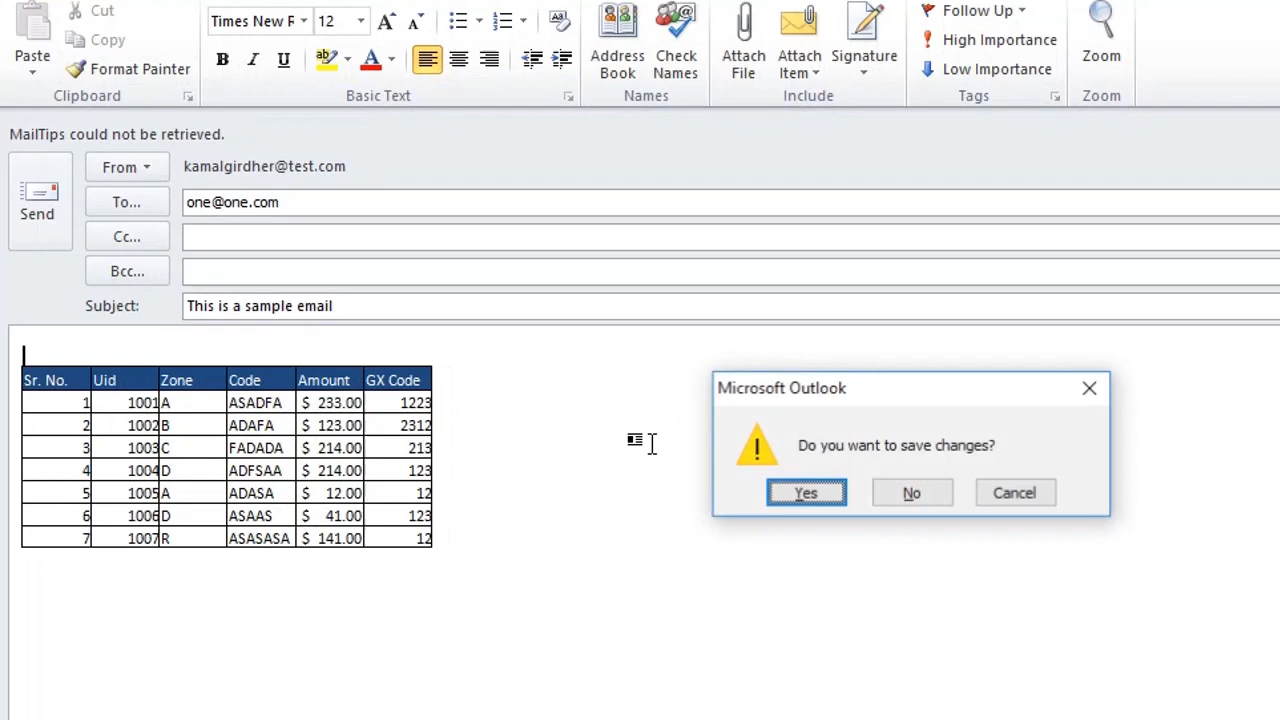 Cut
Copy
Format Painter
Paste
Clipboard
Times New R
12
B I U
ab
A
Basic Text
Address Book
Check Names
Names
Attach File
Attach Item
Signature
Include
Follow Up
High Importance
Low Importance
Tags
Zoom
Zoom
MailTips could not be retrieved.
Send
From kamalgirdher@test.com
To... one@one.com
Cc...
Bcc...
Subject: This is a sample email
Sr. No. Uid Zone Code Amount GX Code
1 1001 A ASADFA $ 233.00 1223
2 1002 B ADAFA $ 123.00 2312
3 1003 C FADADA $ 214.00 213
4 1004 D ADFSAA $ 214.00 123
5 1005 A ADASA $ 12.00 12
6 1006 D ASAAS $ 41.00 123
7 1007 R ASASASA $ 141.00 12
Microsoft Outlook
Do you want to save changes?
Yes No Cancel